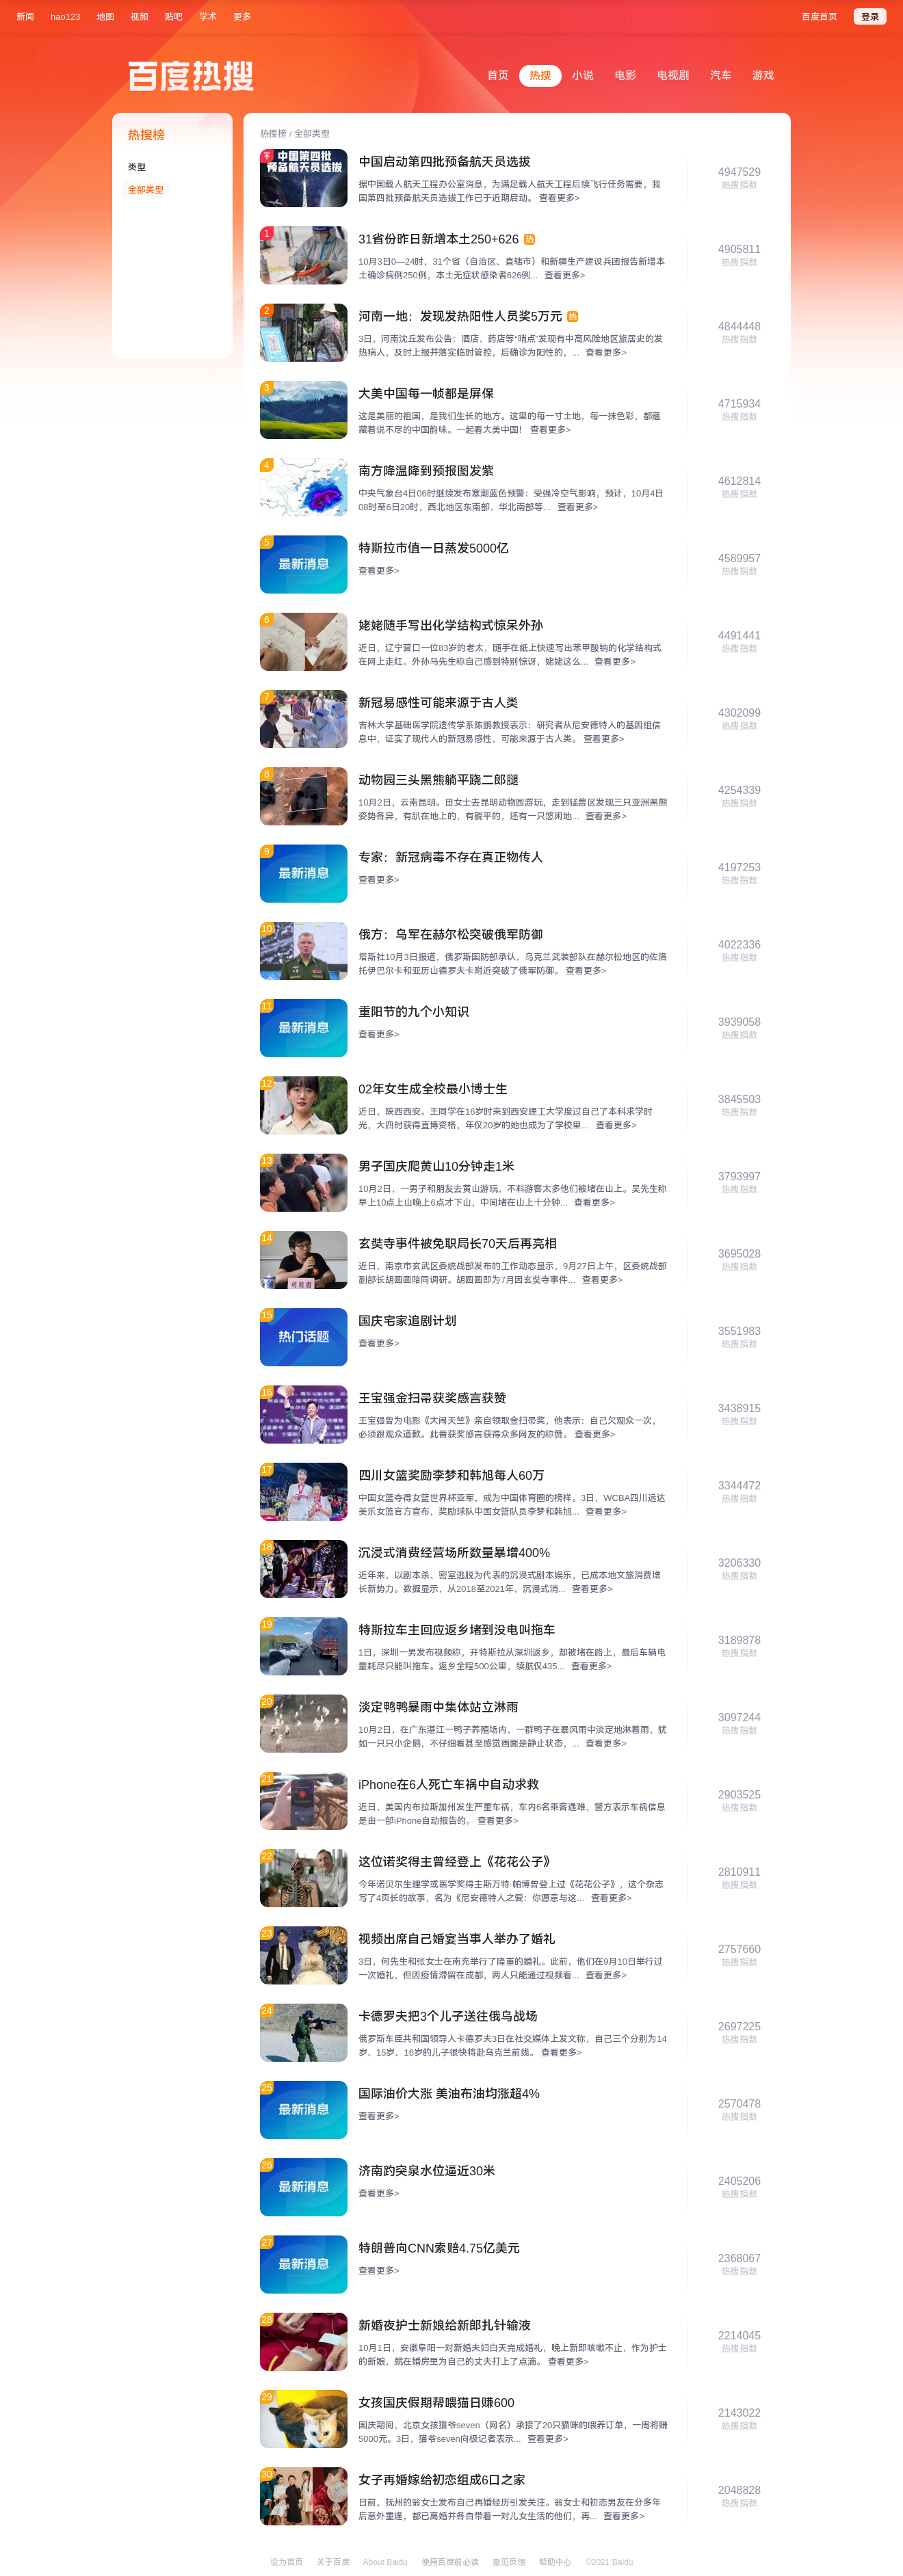 新闻 hao123 地图 视频 贴吧 学术 更多 百度首页 登录
百度热搜
首页 热搜 小说 电影 电视剧 汽车 游戏
热搜榜
类型
全部类型
热搜榜 / 全部类型
中国第四批
预备航天员选拔
中国启动第四批预备航天员选拔
据中国载人航天工程办公室消息，为满足载人航天工程后续飞行任务需要，我
国第四批预备航天员选拔工作已于近期启动。 查看更多>
4947529
热搜指数
1
31省份昨日新增本土250+626 热
10月3日0—24时，31个省（自治区、直辖市）和新疆生产建设兵团报告新增本
土确诊病例250例，本土无症状感染者626例... 查看更多>
4905811
热搜指数
2
河南一地：发现发热阳性人员奖5万元 热
3日，河南沈丘发布公告：酒店、药店等“哨点”发现有中高风险地区旅居史的发
热病人，及时上报并落实临时管控，后确诊为阳性的，... 查看更多>
4844448
热搜指数
3
大美中国每一帧都是屏保
这是美丽的祖国，是我们生长的地方。这里的每一寸土地，每一抹色彩，都蕴
藏着说不尽的中国韵味。一起看大美中国！ 查看更多>
4715934
热搜指数
4
南方降温降到预报图发紫
中央气象台4日06时继续发布寒潮蓝色预警：受强冷空气影响，预计，10月4日
08时至6日20时，西北地区东南部、华北南部等... 查看更多>
4612814
热搜指数
5
最新消息
特斯拉市值一日蒸发5000亿
查看更多>
4589957
热搜指数
6
姥姥随手写出化学结构式惊呆外孙
近日，辽宁营口一位83岁的老太，随手在纸上快速写出苯甲酸钠的化学结构式
在网上走红。外孙马先生称自己感到特别惊讶，姥姥这么... 查看更多>
4491441
热搜指数
7
新冠易感性可能来源于古人类
吉林大学基础医学院遗传学系陈鹏教授表示：研究者从尼安德特人的基因组信
息中，证实了现代人的新冠易感性，可能来源于古人类。 查看更多>
4302099
热搜指数
8
动物园三头黑熊躺平跷二郎腿
10月2日，云南昆明。田女士去昆明动物园游玩，走到猛兽区发现三只亚洲黑熊
姿势各异，有趴在地上的，有躺平的，还有一只悠闲地... 查看更多>
4254339
热搜指数
9
最新消息
专家：新冠病毒不存在真正物传人
查看更多>
4197253
热搜指数
10
俄方：乌军在赫尔松突破俄军防御
塔斯社10月3日报道，俄罗斯国防部承认，乌克兰武装部队在赫尔松地区的佐洛
托伊巴尔卡和亚历山德罗夫卡附近突破了俄军防御。 查看更多>
4022336
热搜指数
11
最新消息
重阳节的九个小知识
查看更多>
3939058
热搜指数
12
02年女生成全校最小博士生
近日，陕西西安。王同学在16岁时来到西安理工大学度过自己了本科求学时
光，大四时获得直博资格，年仅20岁的她也成为了学校里... 查看更多>
3845503
热搜指数
13
男子国庆爬黄山10分钟走1米
10月2日，一男子和朋友去黄山游玩，不料游客太多他们被堵在山上。吴先生称
早上10点上山晚上6点才下山，中间堵在山上十分钟... 查看更多>
3793997
热搜指数
14
玄奘寺事件被免职局长70天后再亮相
近日，南京市玄武区委统战部发布的工作动态显示，9月27日上午，区委统战部
副部长胡圆圆陪同调研。胡圆圆即为7月因玄奘寺事件... 查看更多>
3695028
热搜指数
15
热门话题
国庆宅家追剧计划
查看更多>
3551983
热搜指数
16
王宝强金扫帚获奖感言获赞
王宝强曾为电影《大闹天竺》亲自领取金扫帚奖，他表示：自己欠观众一次，
必须跟观众道歉。此番获奖感言获得众多网友的称赞。 查看更多>
3438915
热搜指数
17
四川女篮奖励李梦和韩旭每人60万
中国女篮夺得女篮世界杯亚军，成为中国体育圈的榜样。3日，WCBA四川远达
美乐女篮官方宣布，奖励球队中国女篮队员李梦和韩旭... 查看更多>
3344472
热搜指数
18
沉浸式消费经营场所数量暴增400%
近年来，以剧本杀、密室逃脱为代表的沉浸式剧本娱乐，已成本地文旅消费增
长新势力。数据显示，从2018至2021年，沉浸式消... 查看更多>
3206330
热搜指数
19
特斯拉车主回应返乡堵到没电叫拖车
1日，深圳一男发布视频称，开特斯拉从深圳返乡，却被堵在路上，最后车辆电
量耗尽只能叫拖车。返乡全程500公里，续航仅435... 查看更多>
3189878
热搜指数
20
淡定鸭鸭暴雨中集体站立淋雨
10月2日，在广东湛江一鸭子养殖场内，一群鸭子在暴风雨中淡定地淋着雨，犹
如一只只小企鹅，不仔细看甚至感觉画面是静止状态，... 查看更多>
3097244
热搜指数
21
iPhone在6人死亡车祸中自动求救
近日，美国内布拉斯加州发生严重车祸，车内6名乘客遇难，警方表示车祸信息
是由一部iPhone自动报告的。 查看更多>
2903525
热搜指数
22
这位诺奖得主曾经登上《花花公子》
今年诺贝尔生理学或医学奖得主斯万特·帕博曾登上过《花花公子》，这个杂志
写了4页长的故事，名为《尼安德特人之爱：你愿意与这... 查看更多>
2810911
热搜指数
23
视频出席自己婚宴当事人举办了婚礼
3日，何先生和张女士在南充举行了隆重的婚礼。此前，他们在9月10日举行过
一次婚礼，但因疫情滞留在成都，两人只能通过视频看... 查看更多>
2757660
热搜指数
24
卡德罗夫把3个儿子送往俄乌战场
俄罗斯车臣共和国领导人卡德罗夫3日在社交媒体上发文称，自己三个分别为14
岁、15岁、16岁的儿子很快将赴乌克兰前线。 查看更多>
2697225
热搜指数
25
最新消息
国际油价大涨 美油布油均涨超4%
查看更多>
2570478
热搜指数
26
最新消息
济南趵突泉水位逼近30米
查看更多>
2405206
热搜指数
27
最新消息
特朗普向CNN索赔4.75亿美元
查看更多>
2368067
热搜指数
28
新婚夜护士新娘给新郎扎针输液
10月1日，安徽阜阳一对新婚夫妇白天完成婚礼，晚上新郎咳嗽不止，作为护士
的新娘，就在婚房里为自己的丈夫打上了点滴。 查看更多>
2214045
热搜指数
29
女孩国庆假期帮喂猫日赚600
国庆期间，北京女孩猫爷seven（网名）承接了20只猫咪的喂养订单，一周将赚
5000元。3日，猫爷seven向极记者表示... 查看更多>
2143022
热搜指数
30
女子再婚嫁给初恋组成6口之家
日前，抚州的翁女士发布自己再婚经历引发关注。翁女士和初恋男友在分多年
后意外重逢，都已离婚并各自带着一对儿女生活的他们，再... 查看更多>
2048828
热搜指数
设为首页 关于百度 About Baidu 使用百度前必读 意见反馈 帮助中心 ©2021 Baidu